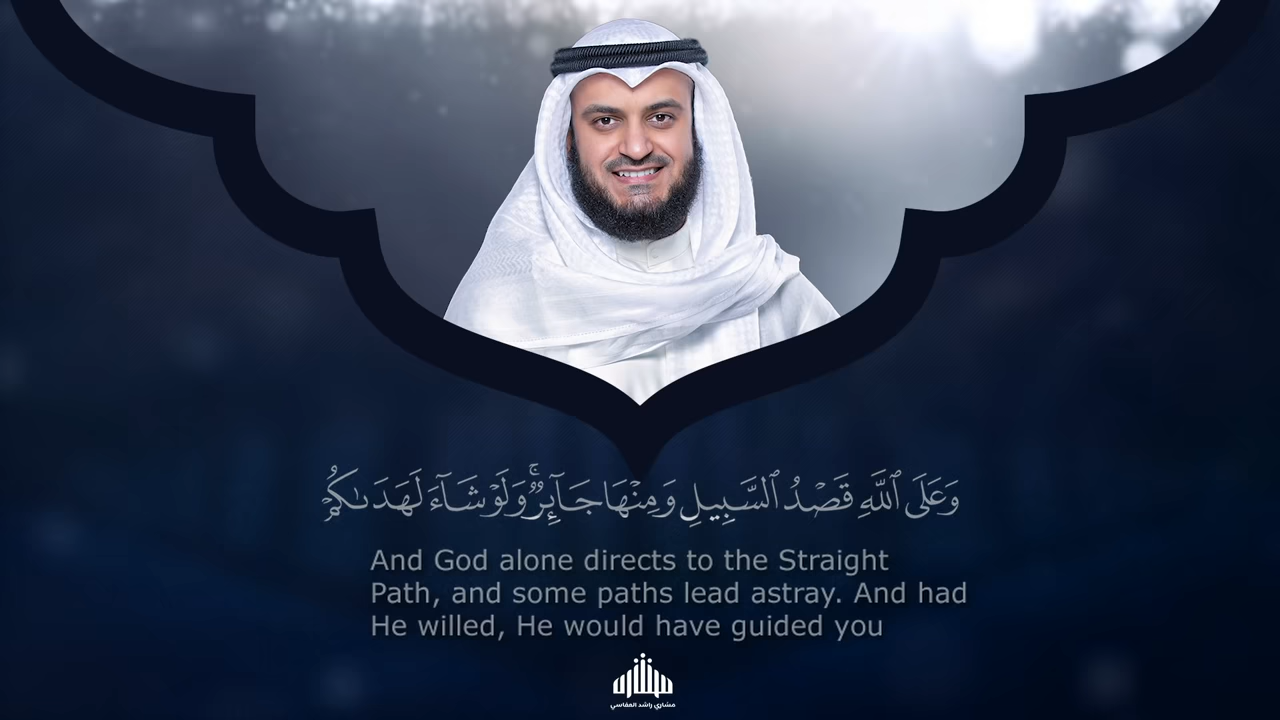 وَعَلَى ٱللَّهِ قَصْدُ ٱلسَّبِيلِ وَمِنْهَا جَآئِرٌ ۚ وَلَوْ شَآءَ لَهَدَىٰكُمْ
And God alone directs to the Straight
Path, and some paths lead astray. And had
He willed, He would have guided you
مشاري راشد العفاسي